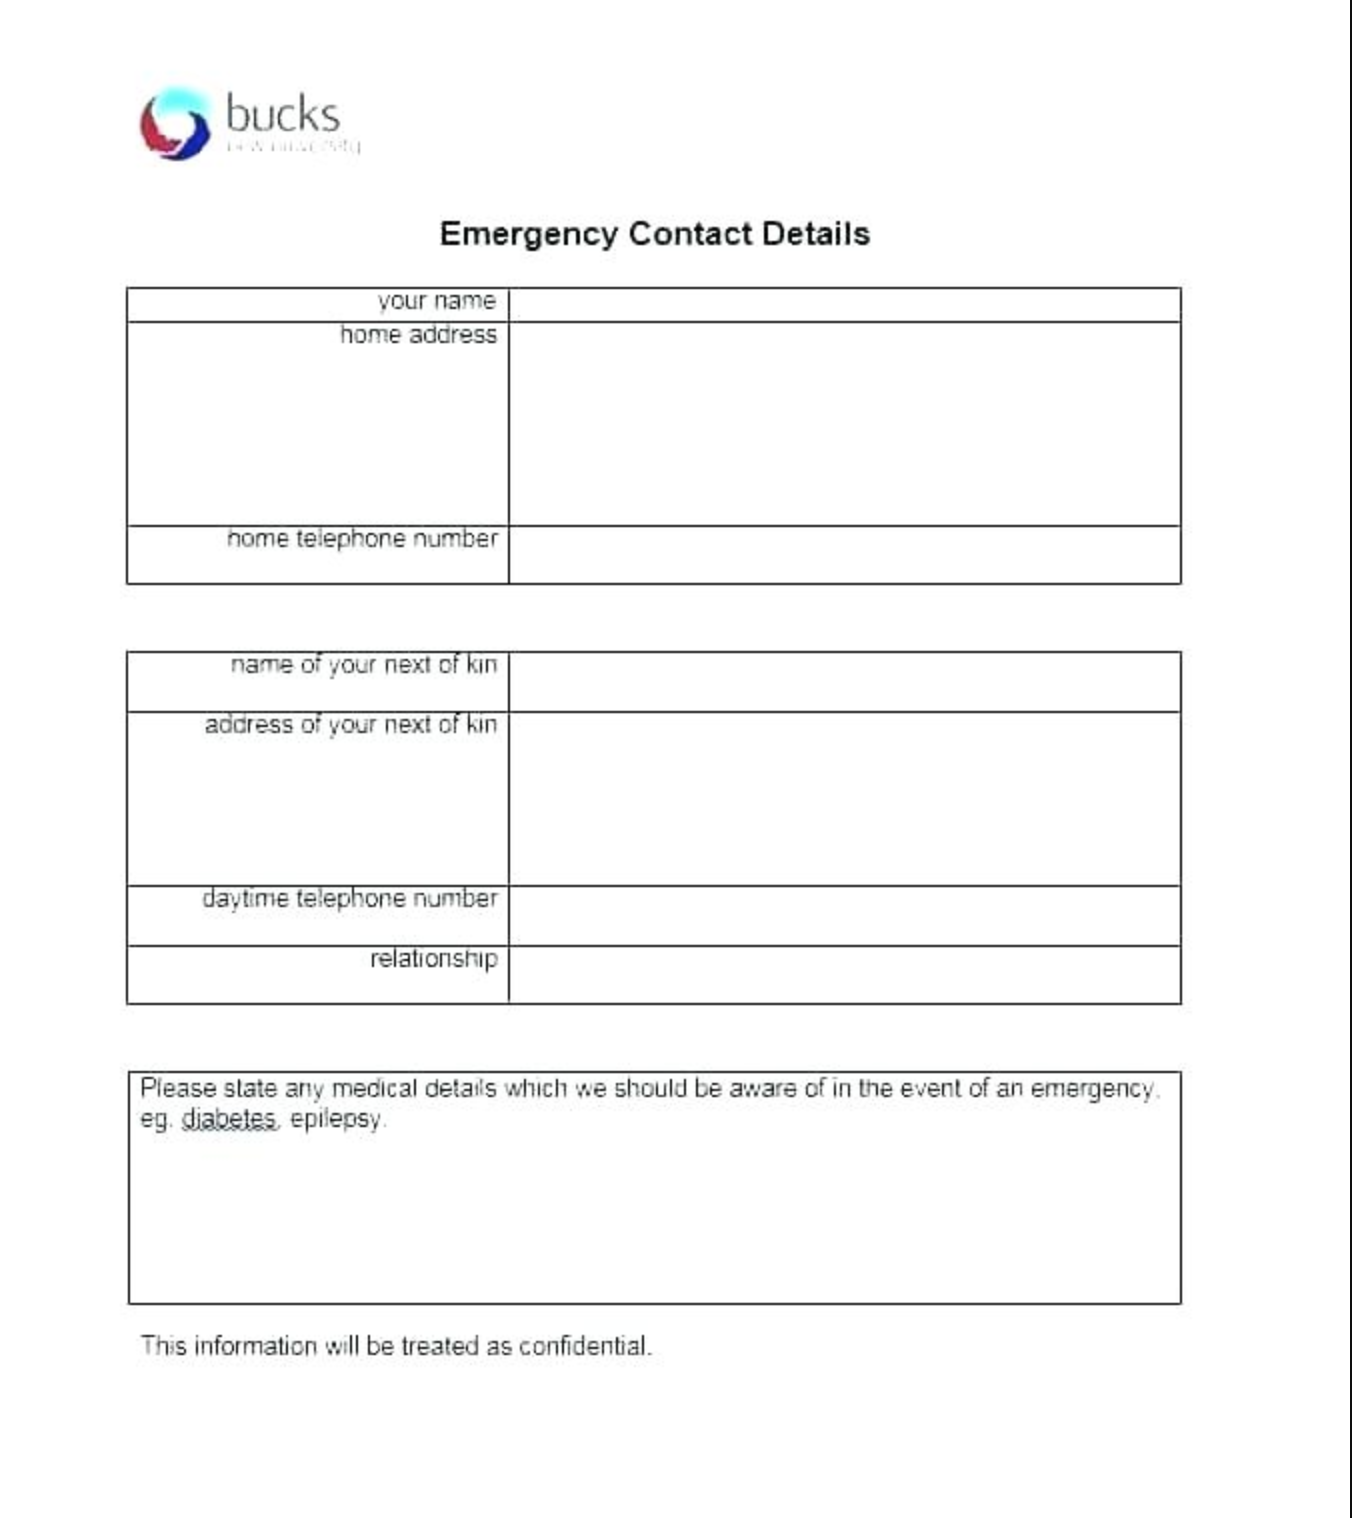 bucks
new university
Emergency Contact Details
your name
home address
home telephone number
name of your next of kin
address of your next of kin
daytime telephone number
relationship
Please state any medical details which we should be aware of in the event of an emergency,
eg. diabetes, epilepsy.
This information will be treated as confidential.